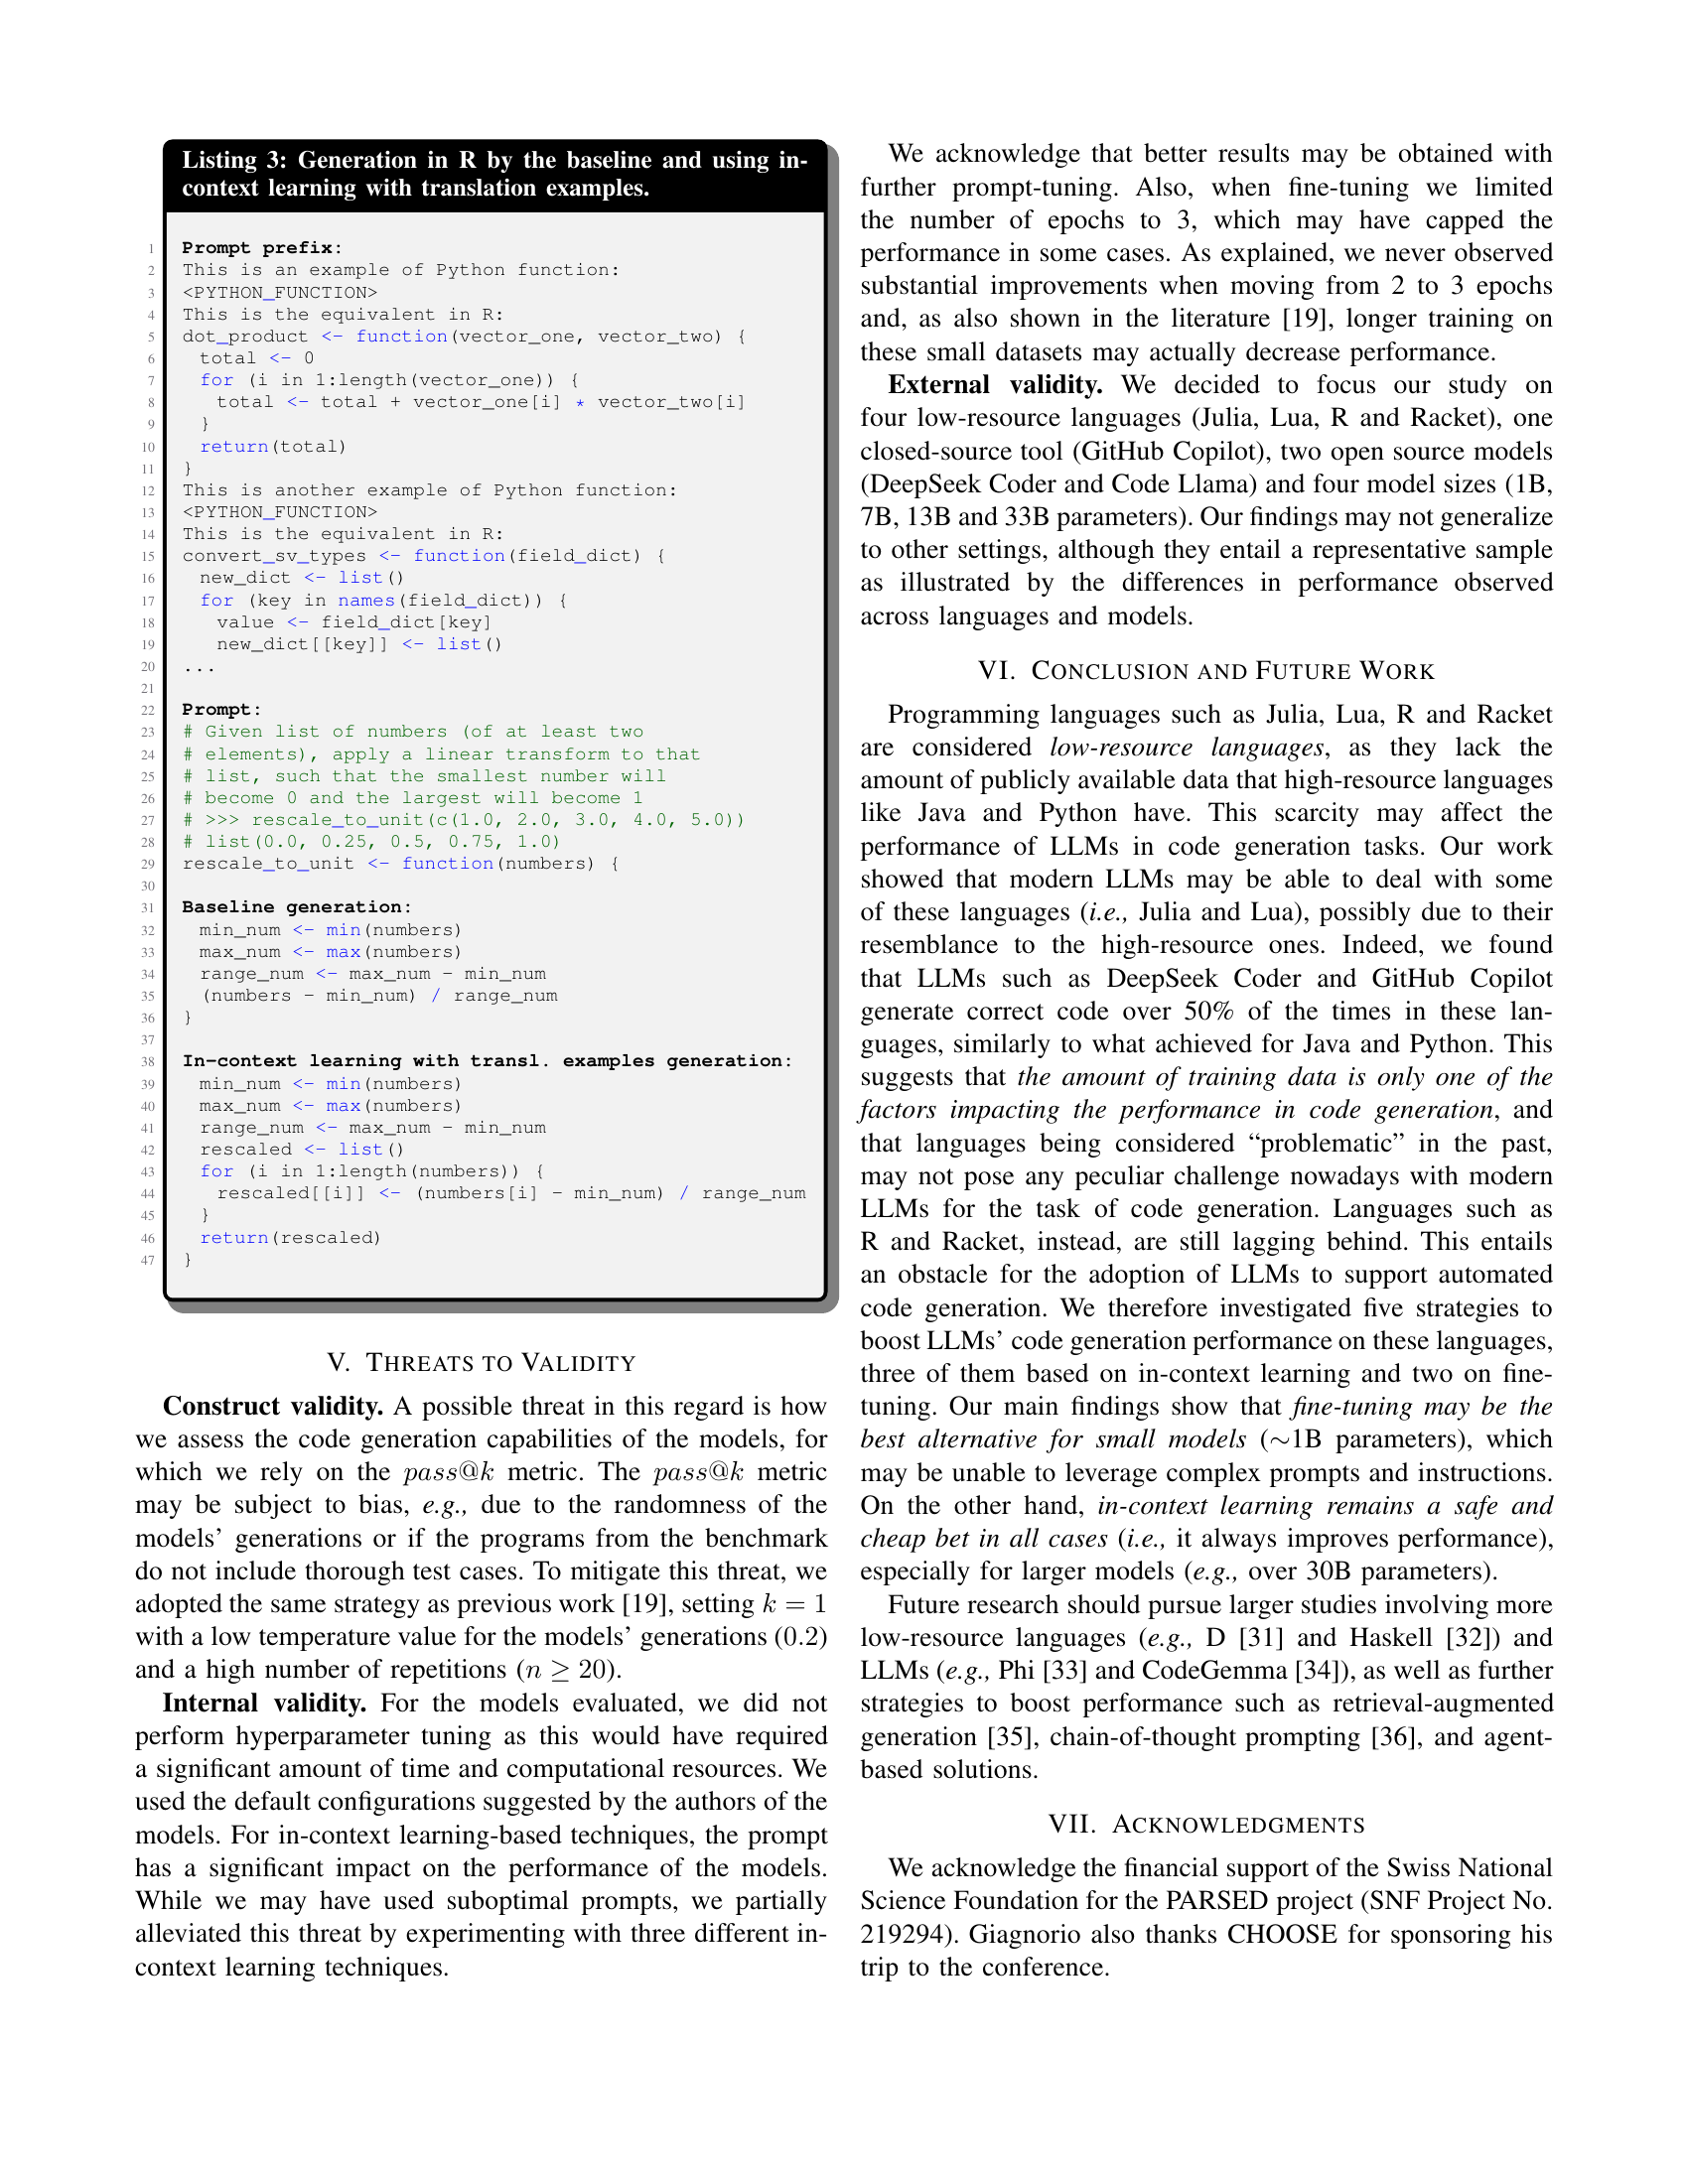 Listing 3: Generation in R by the baseline and using in-
context learning with translation examples.
1 Prompt prefix:
2 This is an example of Python function:
3 <PYTHON_FUNCTION>
4 This is the equivalent in R:
5 dot_product <- function(vector_one, vector_two) {
6   total <- 0
7   for (i in 1:length(vector_one)) {
8     total <- total + vector_one[i] * vector_two[i]
9   }
10   return(total)
11 }
12 This is another example of Python function:
13 <PYTHON_FUNCTION>
14 This is the equivalent in R:
15 convert_sv_types <- function(field_dict) {
16   new_dict <- list()
17   for (key in names(field_dict)) {
18     value <- field_dict[key]
19     new_dict[[key]] <- list()
20 ...
21
22 Prompt:
23 # Given list of numbers (of at least two
24 # elements), apply a linear transform to that
25 # list, such that the smallest number will
26 # become 0 and the largest will become 1
27 # >>> rescale_to_unit(c(1.0, 2.0, 3.0, 4.0, 5.0))
28 # list(0.0, 0.25, 0.5, 0.75, 1.0)
29 rescale_to_unit <- function(numbers) {
30
31 Baseline generation:
32   min_num <- min(numbers)
33   max_num <- max(numbers)
34   range_num <- max_num - min_num
35   (numbers - min_num) / range_num
36 }
37
38 In-context learning with transl. examples generation:
39   min_num <- min(numbers)
40   max_num <- max(numbers)
41   range_num <- max_num - min_num
42   rescaled <- list()
43   for (i in 1:length(numbers)) {
44     rescaled[[i]] <- (numbers[i] - min_num) / range_num
45   }
46   return(rescaled)
47 }
V. THREATS TO VALIDITY
Construct validity. A possible threat in this regard is how
we assess the code generation capabilities of the models, for
which we rely on the pass@k metric. The pass@k metric
may be subject to bias, e.g., due to the randomness of the
models' generations or if the programs from the benchmark
do not include thorough test cases. To mitigate this threat, we
adopted the same strategy as previous work [19], setting k = 1
with a low temperature value for the models' generations (0.2)
and a high number of repetitions (n ≥ 20).
Internal validity. For the models evaluated, we did not
perform hyperparameter tuning as this would have required
a significant amount of time and computational resources. We
used the default configurations suggested by the authors of the
models. For in-context learning-based techniques, the prompt
has a significant impact on the performance of the models.
While we may have used suboptimal prompts, we partially
alleviated this threat by experimenting with three different in-
context learning techniques.
We acknowledge that better results may be obtained with
further prompt-tuning. Also, when fine-tuning we limited
the number of epochs to 3, which may have capped the
performance in some cases. As explained, we never observed
substantial improvements when moving from 2 to 3 epochs
and, as also shown in the literature [19], longer training on
these small datasets may actually decrease performance.
External validity. We decided to focus our study on
four low-resource languages (Julia, Lua, R and Racket), one
closed-source tool (GitHub Copilot), two open source models
(DeepSeek Coder and Code Llama) and four model sizes (1B,
7B, 13B and 33B parameters). Our findings may not generalize
to other settings, although they entail a representative sample
as illustrated by the differences in performance observed
across languages and models.
VI. CONCLUSION AND FUTURE WORK
Programming languages such as Julia, Lua, R and Racket
are considered low-resource languages, as they lack the
amount of publicly available data that high-resource languages
like Java and Python have. This scarcity may affect the
performance of LLMs in code generation tasks. Our work
showed that modern LLMs may be able to deal with some
of these languages (i.e., Julia and Lua), possibly due to their
resemblance to the high-resource ones. Indeed, we found
that LLMs such as DeepSeek Coder and GitHub Copilot
generate correct code over 50% of the times in these lan-
guages, similarly to what achieved for Java and Python. This
suggests that the amount of training data is only one of the
factors impacting the performance in code generation, and
that languages being considered “problematic” in the past,
may not pose any peculiar challenge nowadays with modern
LLMs for the task of code generation. Languages such as
R and Racket, instead, are still lagging behind. This entails
an obstacle for the adoption of LLMs to support automated
code generation. We therefore investigated five strategies to
boost LLMs' code generation performance on these languages,
three of them based on in-context learning and two on fine-
tuning. Our main findings show that fine-tuning may be the
best alternative for small models (∼1B parameters), which
may be unable to leverage complex prompts and instructions.
On the other hand, in-context learning remains a safe and
cheap bet in all cases (i.e., it always improves performance),
especially for larger models (e.g., over 30B parameters).
Future research should pursue larger studies involving more
low-resource languages (e.g., D [31] and Haskell [32]) and
LLMs (e.g., Phi [33] and CodeGemma [34]), as well as further
strategies to boost performance such as retrieval-augmented
generation [35], chain-of-thought prompting [36], and agent-
based solutions.
VII. ACKNOWLEDGMENTS
We acknowledge the financial support of the Swiss National
Science Foundation for the PARSED project (SNF Project No.
219294). Giagnorio also thanks CHOOSE for sponsoring his
trip to the conference.